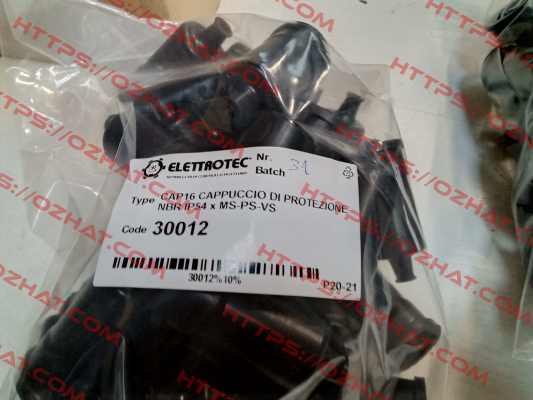 ELETTROTEC
Nr. 31
Batch
Type CAP16 CAPPUCCIO DI PROTEZIONE
NBR IP54 x MS-PS-VS
Code 30012
30012%10%
P20-21
HTTPS://OZHAT.COM